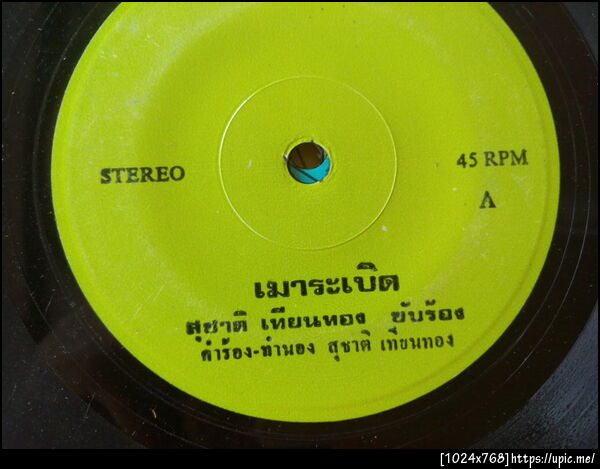 STEREO
45 RPM
A
เมาระเบิด
สุชาติ เทียนทอง ขับร้อง
คำร้อง-ทำนอง สุชาติ เทียนทอง
[1024x768]https://upic.me/